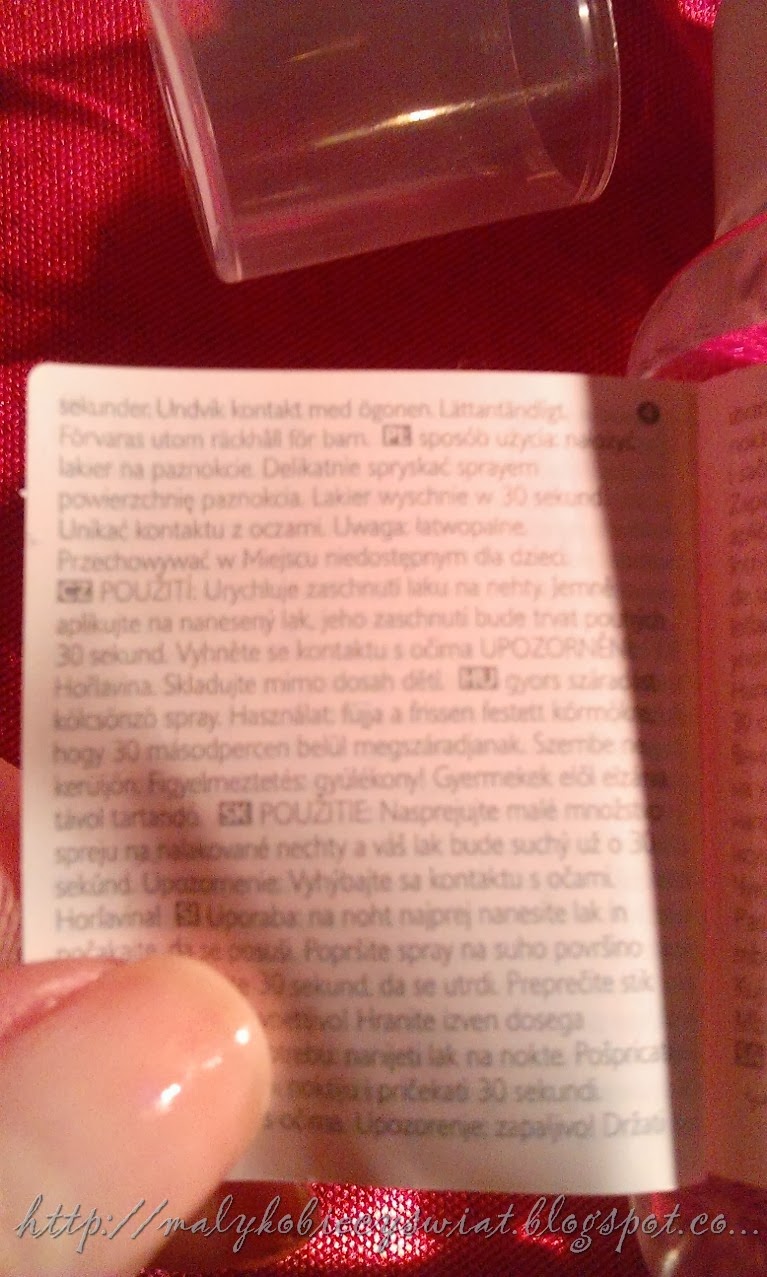 sekunder. Undvik kontakt med ögonen. Lättantändligt.
4
Förvaras utom räckhåll för barn. PL sposób użycia: nałożyć
lakier na paznokcie. Delikatnie spryskać sprayem
powierzchnię paznokcia. Lakier wyschnie w 30 sekund
Unikać kontaktu z oczami. Uwaga: łatwopalne.
Przechowywać w Miejscu niedostępnym dla dzieci.
CZ POUŽITÍ: Urychluje zaschnutí laku na nehty. Jemně
aplikujte na nanesený lak, jeho zaschnutí bude trvat pouhých
30 sekund. Vyhněte se kontaktu s očima UPOZORNĚNÍ:
Hořlavina. Skladujte mimo dosah dětí. HU gyors száradást
kölcsönző spray. Használat: fújja a frissen festett körmökre,
hogy 30 másodpercen belül megszáradjanak. Szembe ne
kerüljön. Figyelmeztetés: gyúlékony! Gyermekek elől elzárva
távol tartandó. SK POUŽITIE: Nasprejujte malé množstvo
spreju na nalakované nechty a váš lak bude suchý už o 30
sekúnd. Upozornenie: Vyhýbajte sa kontaktu s očami.
Horľavina! SI Uporaba: na noht najprej nanesite lak in
počakajte, da se posuši. Popršite spray na suho površino
30 sekund, da se utrdi. Preprečite stik
Hranite izven dosega
nanijeti lak na nokte. Pošpricati
i pričekati 30 sekundi.
s očima. Upozorenje: zapaljivo! Držati
http://malykobiecyswiat.blogspot.co...